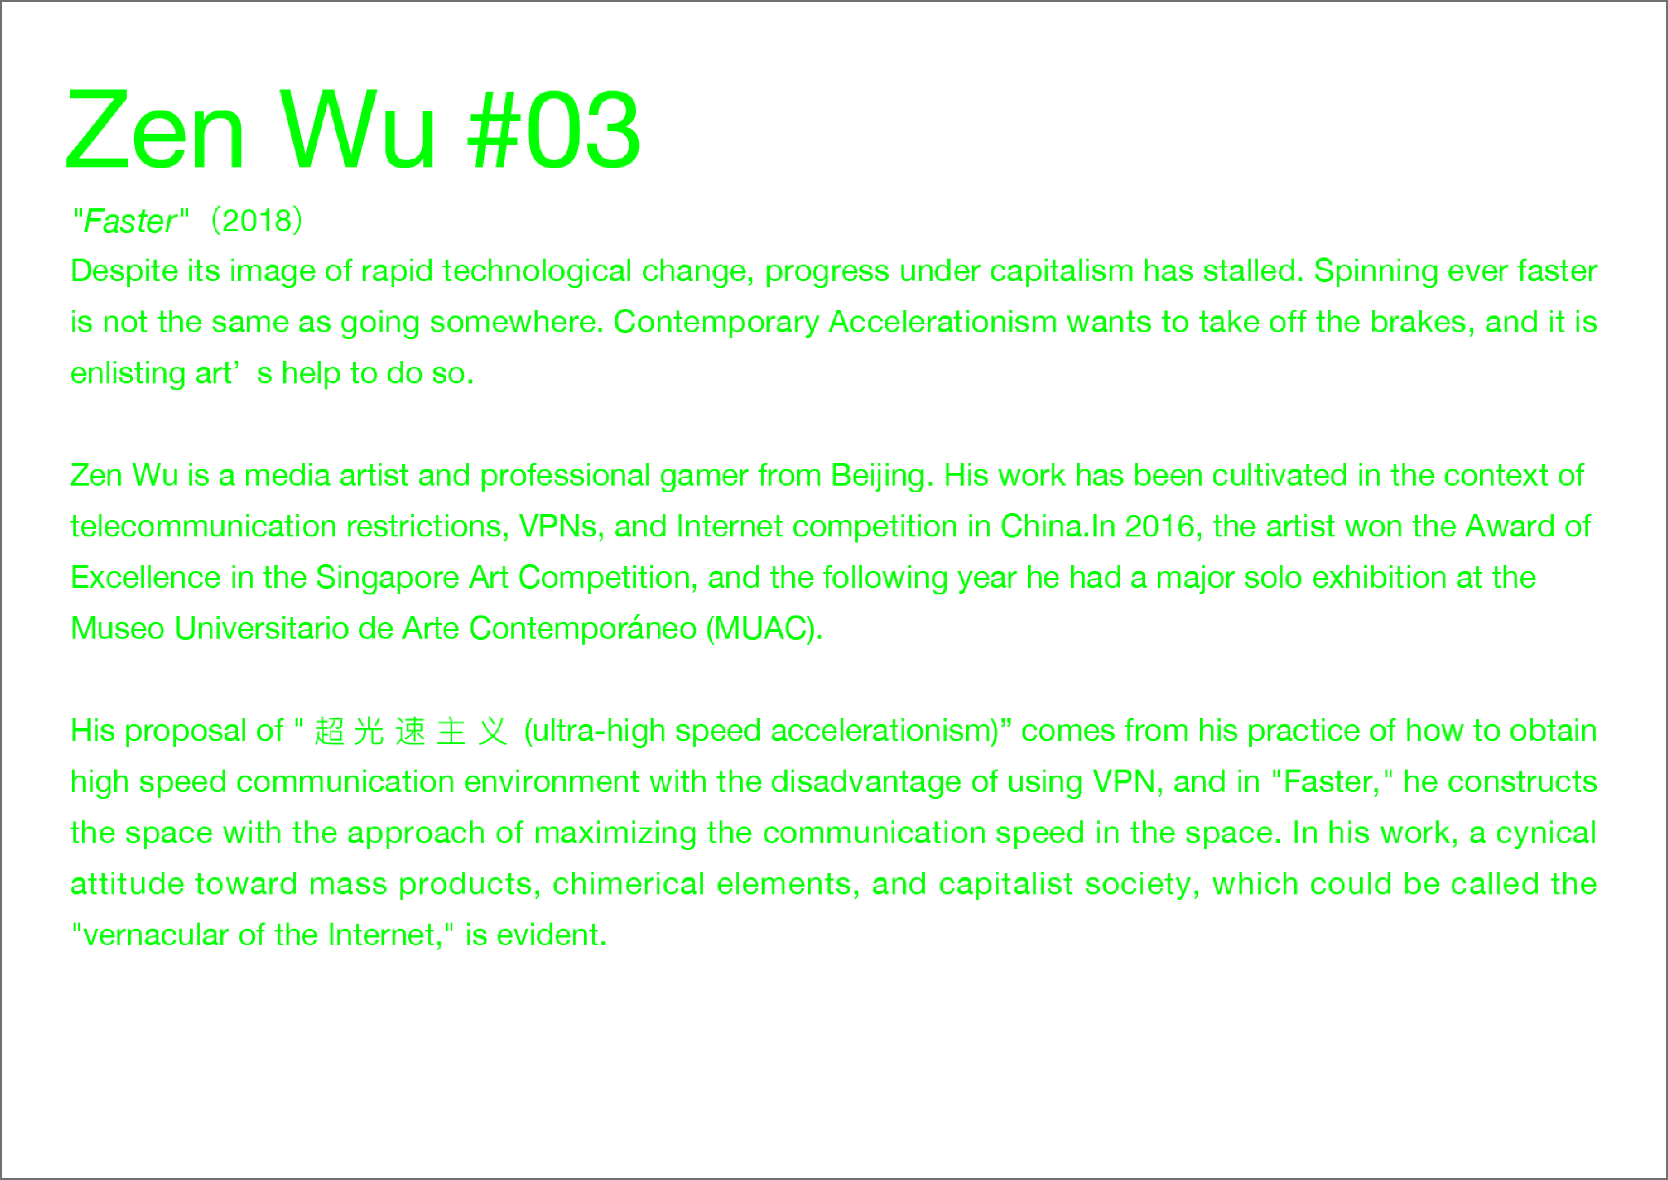 Zen Wu #03
"Faster"（2018）
Despite its image of rapid technological change, progress under capitalism has stalled. Spinning ever faster
is not the same as going somewhere. Contemporary Accelerationism wants to take off the brakes, and it is
enlisting art’s help to do so.
Zen Wu is a media artist and professional gamer from Beijing. His work has been cultivated in the context of
telecommunication restrictions, VPNs, and Internet competition in China.In 2016, the artist won the Award of
Excellence in the Singapore Art Competition, and the following year he had a major solo exhibition at the
Museo Universitario de Arte Contemporáneo (MUAC).
His proposal of "超光速主义 (ultra-high speed accelerationism)” comes from his practice of how to obtain
high speed communication environment with the disadvantage of using VPN, and in "Faster," he constructs
the space with the approach of maximizing the communication speed in the space. In his work, a cynical
attitude toward mass products, chimerical elements, and capitalist society, which could be called the
"vernacular of the Internet," is evident.